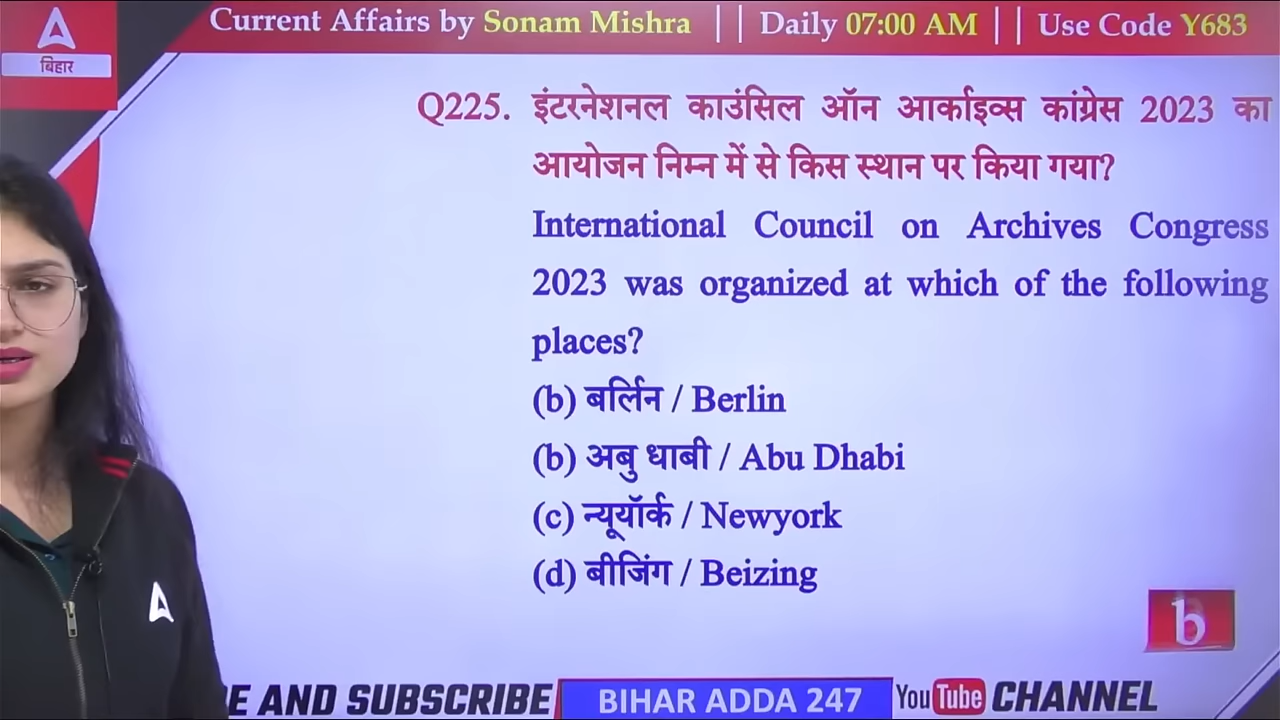 Current Affairs by Sonam Mishra || Daily 07:00 AM || Use Code Y683
बिहार
Q225. इंटरनेशनल काउंसिल ऑन आर्काइव्स कांग्रेस 2023 का
आयोजन निम्न में से किस स्थान पर किया गया?
International Council on Archives Congress
2023 was organized at which of the following
places?
(b) बर्लिन / Berlin
(b) अबु धाबी / Abu Dhabi
(c) न्यूयॉर्क / Newyork
(d) बीजिंग / Beizing
b
AND SUBSCRIBE BIHAR ADDA 247 YouTube CHANNEL